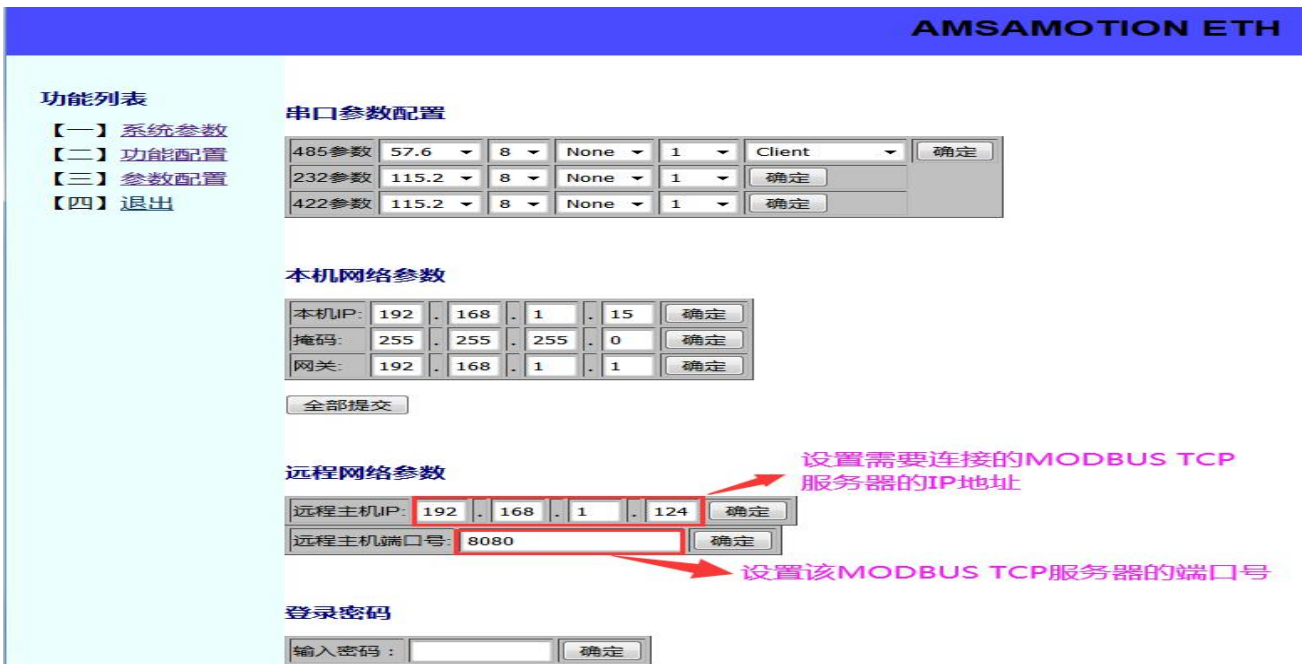 AMSAMOTION ETH
功能列表
【一】系统参数
【二】功能配置
【三】参数配置
【四】退出
串口参数配置
485参数 57.6 8 None 1 Client 确定
232参数 115.2 8 None 1 确定
422参数 115.2 8 None 1 确定
本机网络参数
本机IP: 192 . 168 . 1 . 15 确定
掩码: 255 . 255 . 255 . 0 确定
网关: 192 . 168 . 1 . 1 确定
全部提交
远程网络参数
设置需要连接的MODBUS TCP
服务器的IP地址
远程主机IP: 192 . 168 . 1 . 124 确定
远程主机端口号: 8080 确定
设置该MODBUS TCP服务器的端口号
登录密码
输入密码： 确定